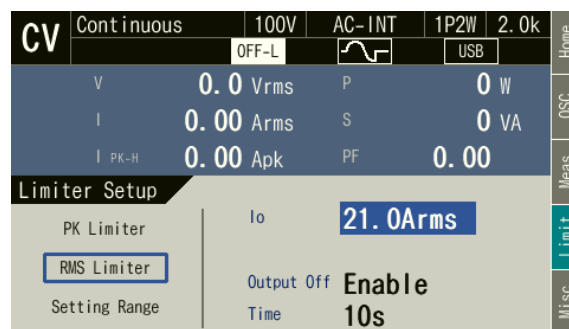 CV Continuous 100V AC-INT 1P2W 2.0k
OFF-L USB
V 0.0 Vrms P 0 W
I 0.00 Arms S 0 VA
I PK-H 0.00 Apk PF 0.00
Limiter Setup
PK Limiter
RMS Limiter
Setting Range
Io 21.0Arms
Output Off Enable
Time 10s
Home
OSC
Meas
Limit
Misc